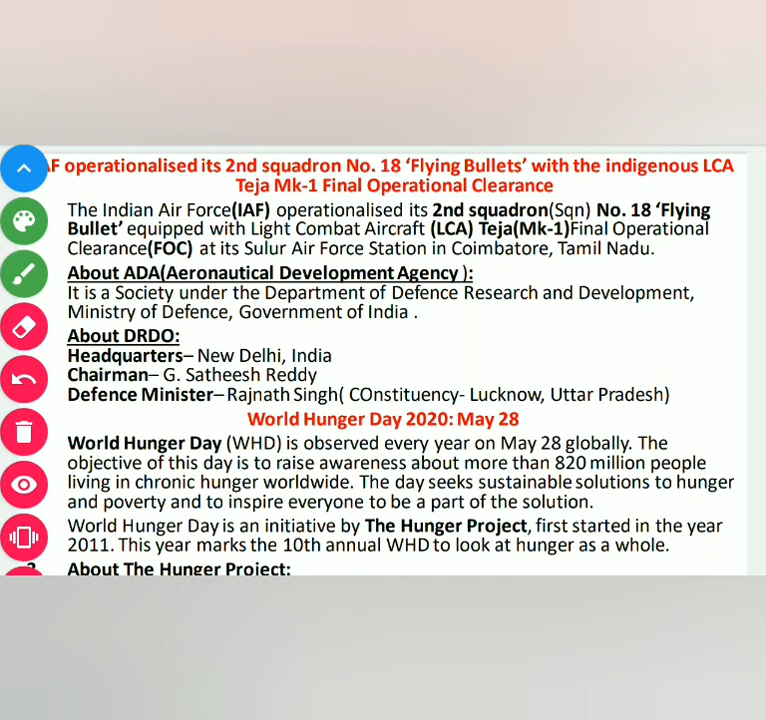 AF operationalised its 2nd squadron No. 18 ‘Flying Bullets’ with the indigenous LCA
Teja Mk-1 Final Operational Clearance
The Indian Air Force(IAF) operationalised its 2nd squadron(Sqn) No. 18 ‘Flying
Bullet’ equipped with Light Combat Aircraft (LCA) Teja(Mk-1)Final Operational
Clearance(FOC) at its Sulur Air Force Station in Coimbatore, Tamil Nadu.
About ADA(Aeronautical Development Agency ):
It is a Society under the Department of Defence Research and Development,
Ministry of Defence, Government of India .
About DRDO:
Headquarters– New Delhi, India
Chairman– G. Satheesh Reddy
Defence Minister– Rajnath Singh( COnstituency- Lucknow, Uttar Pradesh)
World Hunger Day 2020: May 28
World Hunger Day (WHD) is observed every year on May 28 globally. The
objective of this day is to raise awareness about more than 820 million people
living in chronic hunger worldwide. The day seeks sustainable solutions to hunger
and poverty and to inspire everyone to be a part of the solution.
World Hunger Day is an initiative by The Hunger Project, first started in the year
2011. This year marks the 10th annual WHD to look at hunger as a whole.
About The Hunger Project: